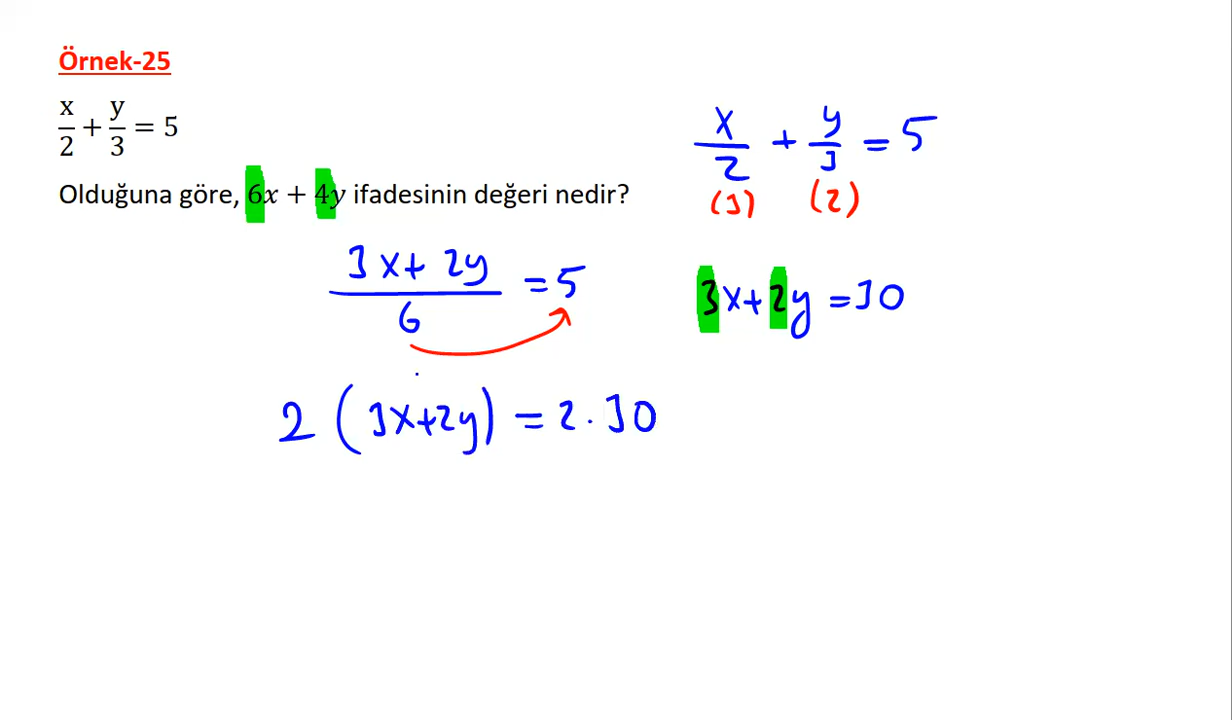 Örnek-25
x/2 + y/3 = 5
Olduğuna göre, 6x + 4y ifadesinin değeri nedir?
x/2 + y/3 = 5
(3) (2)
(3x + 2y)/6 = 5
3x + 2y = 30
2 (3x + 2y) = 2 . 30